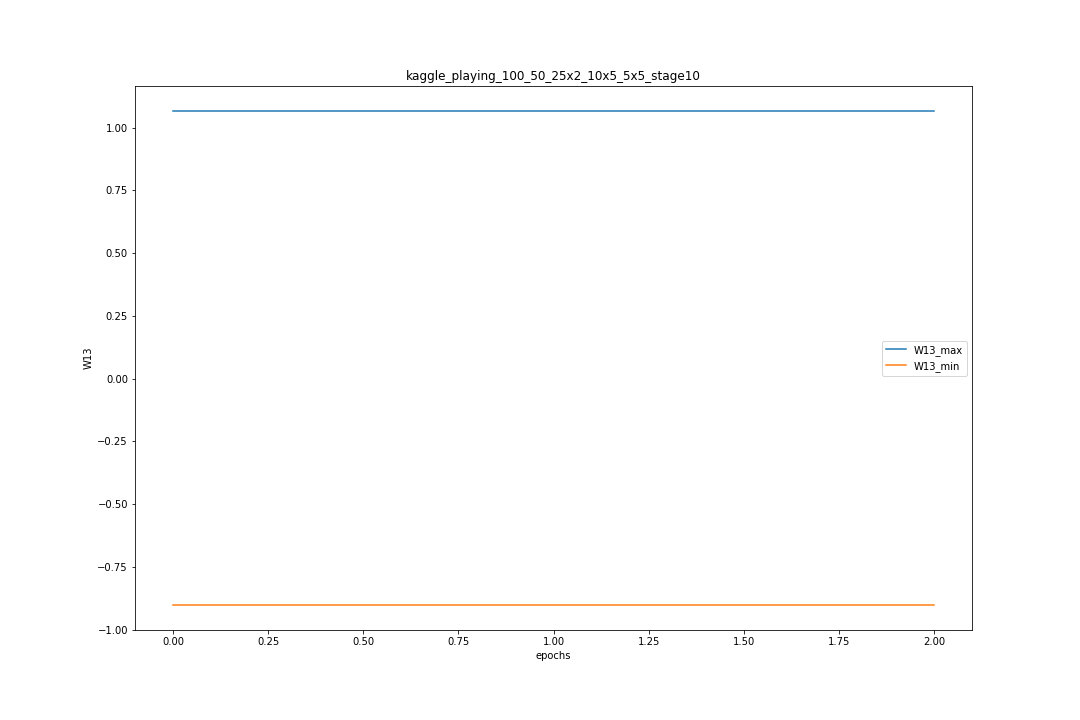 kaggle_playing_100_50_25x2_10x5_5x5_stage10
1.00
0.75
0.50
0.25
0.00
−0.25
−0.50
−0.75
−1.00
W13
W13_max
W13_min
0.00 0.25 0.50 0.75 1.00 1.25 1.50 1.75 2.00
epochs